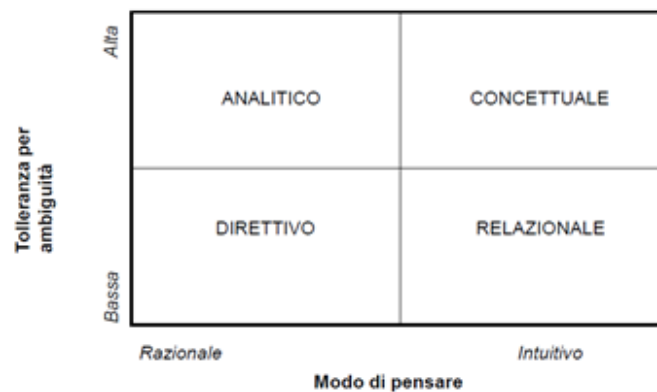 Alta
ANALITICO
CONCETTUALE
Tolleranza per
ambiguità
DIRETTIVO
RELAZIONALE
Bassa
Razionale
Intuitivo
Modo di pensare